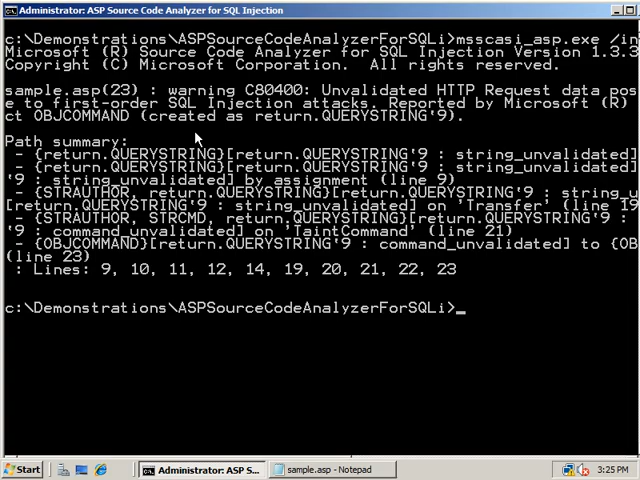 Administrator: ASP Source Code Analyzer for SQL Injection
c:\Demonstrations\ASPSourceCodeAnalyzerForSQLi>msscasi_asp.exe /in
Microsoft (R) Source Code Analyzer for SQL Injection Version 1.3.3
Copyright (C) Microsoft Corporation.  All rights reserved.
sample.asp(23) : warning C80400: Unvalidated HTTP Request data pos
e to first-order SQL Injection attacks. Reported by Microsoft (R)
ct OBJCOMMAND (created as return.QUERYSTRING'9).
Path summary:
- {return.QUERYSTRING}[return.QUERYSTRING'9 : string_unvalidated]
- {STRAUTHOR, return.QUERYSTRING}[return.QUERYSTRING'9 : string_un
'9 : string_unvalidated] by assignment (line 9)
- {STRAUTHOR, return.QUERYSTRING}[return.QUERYSTRING'9 : string_u
[return.QUERYSTRING'9 : string_unvalidated] on 'Transfer' (line 19
- {STRAUTHOR, STRCMD, return.QUERYSTRING}[return.QUERYSTRING'9 :
'9 : command_unvalidated] on 'TaintCommand' (line 21)
- {OBJCOMMAND}[return.QUERYSTRING'9 : command_unvalidated] to {OB
(line 23)
: Lines: 9, 10, 11, 12, 14, 19, 20, 21, 22, 23
c:\Demonstrations\ASPSourceCodeAnalyzerForSQLi>_
Start
Administrator: ASP S...
sample.asp - Notepad
3:25 PM